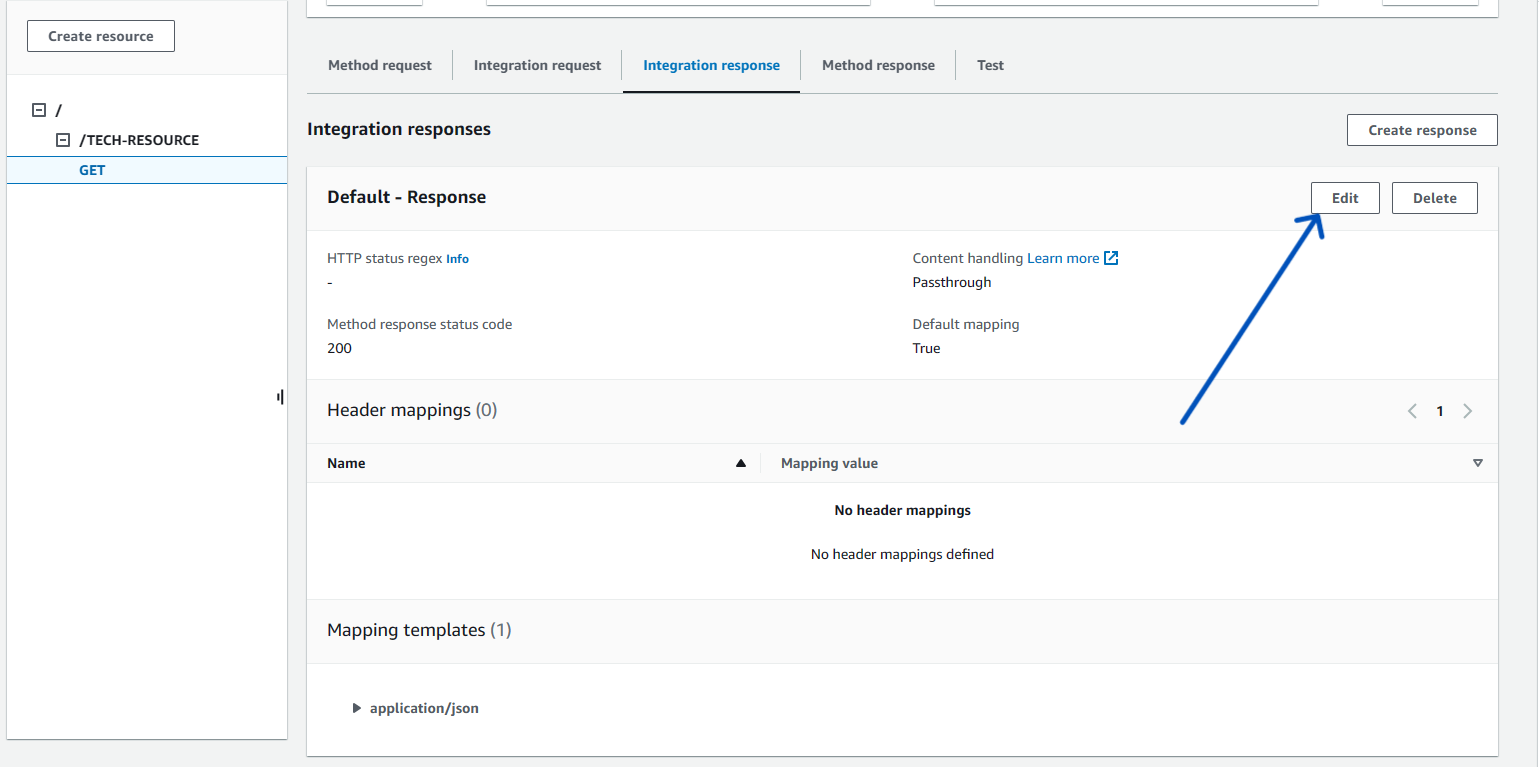 Create resource
/
/TECH-RESOURCE
GET
Method request
Integration request
Integration response
Method response
Test
Integration responses
Create response
Default - Response
Edit
Delete
HTTP status regex Info
-
Content handling Learn more
Passthrough
Method response status code
200
Default mapping
True
Header mappings (0)
1
Name
Mapping value
No header mappings
No header mappings defined
Mapping templates (1)
application/json